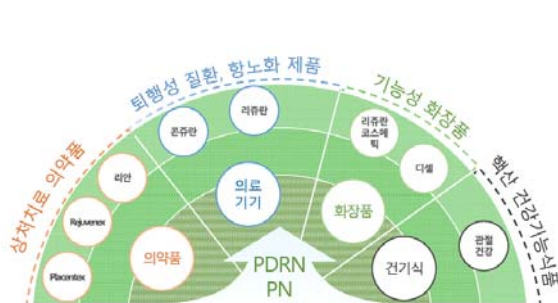 상처치료 의약품
퇴행성 질환, 항노화 제품
기능성 화장품
핵산 건강기능식품
콘쥬란
리쥬란
리쥬란
코스메
틱
디셀
리안
Rejuvenex
Placentex
관절
건강
의료
기기
화장품
의약품
건기식
PDRN
PN